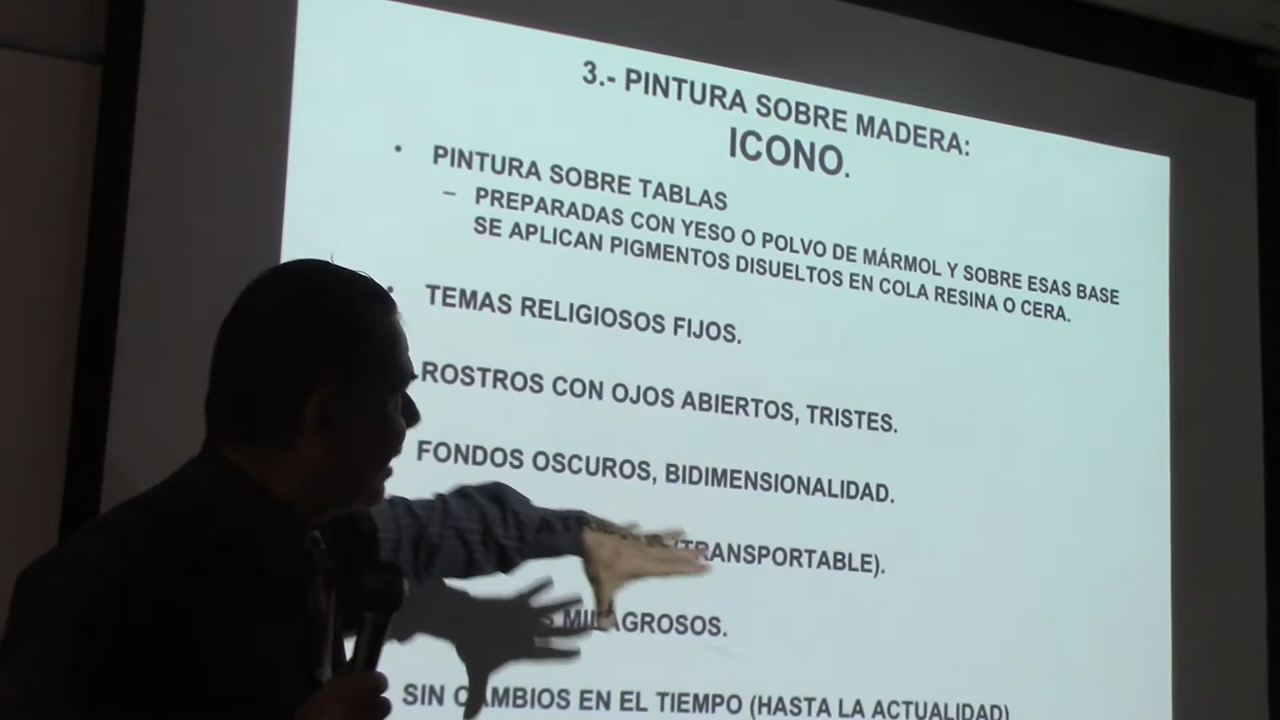 3.- PINTURA SOBRE MADERA:
ICONO.
• PINTURA SOBRE TABLAS
– PREPARADAS CON YESO O POLVO DE MÁRMOL Y SOBRE ESAS BASE
SE APLICAN PIGMENTOS DISUELTOS EN COLA RESINA O CERA.
TEMAS RELIGIOSOS FIJOS.
ROSTROS CON OJOS ABIERTOS, TRISTES.
FONDOS OSCUROS, BIDIMENSIONALIDAD.
(TRANSPORTABLE).
MILAGROSOS.
SIN CAMBIOS EN EL TIEMPO (HASTA LA ACTUALIDAD)